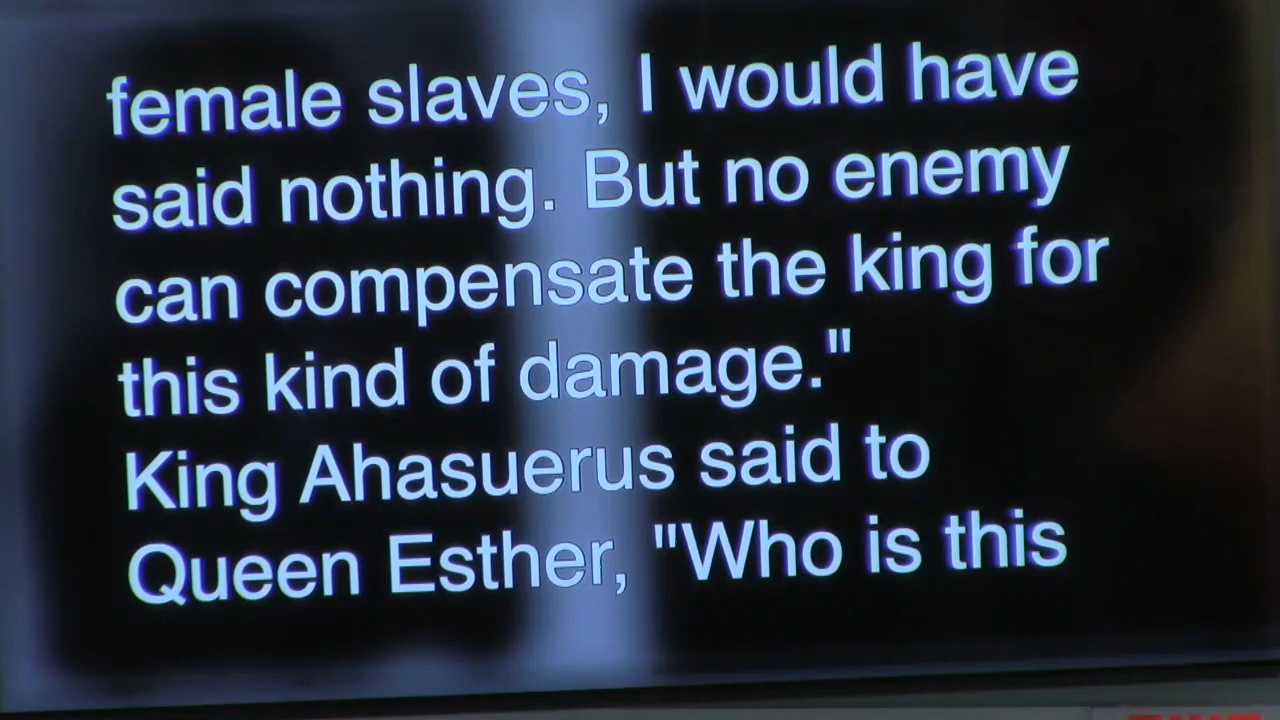 female slaves, I would have
said nothing. But no enemy
can compensate the king for
this kind of damage."
King Ahasuerus said to
Queen Esther, "Who is this